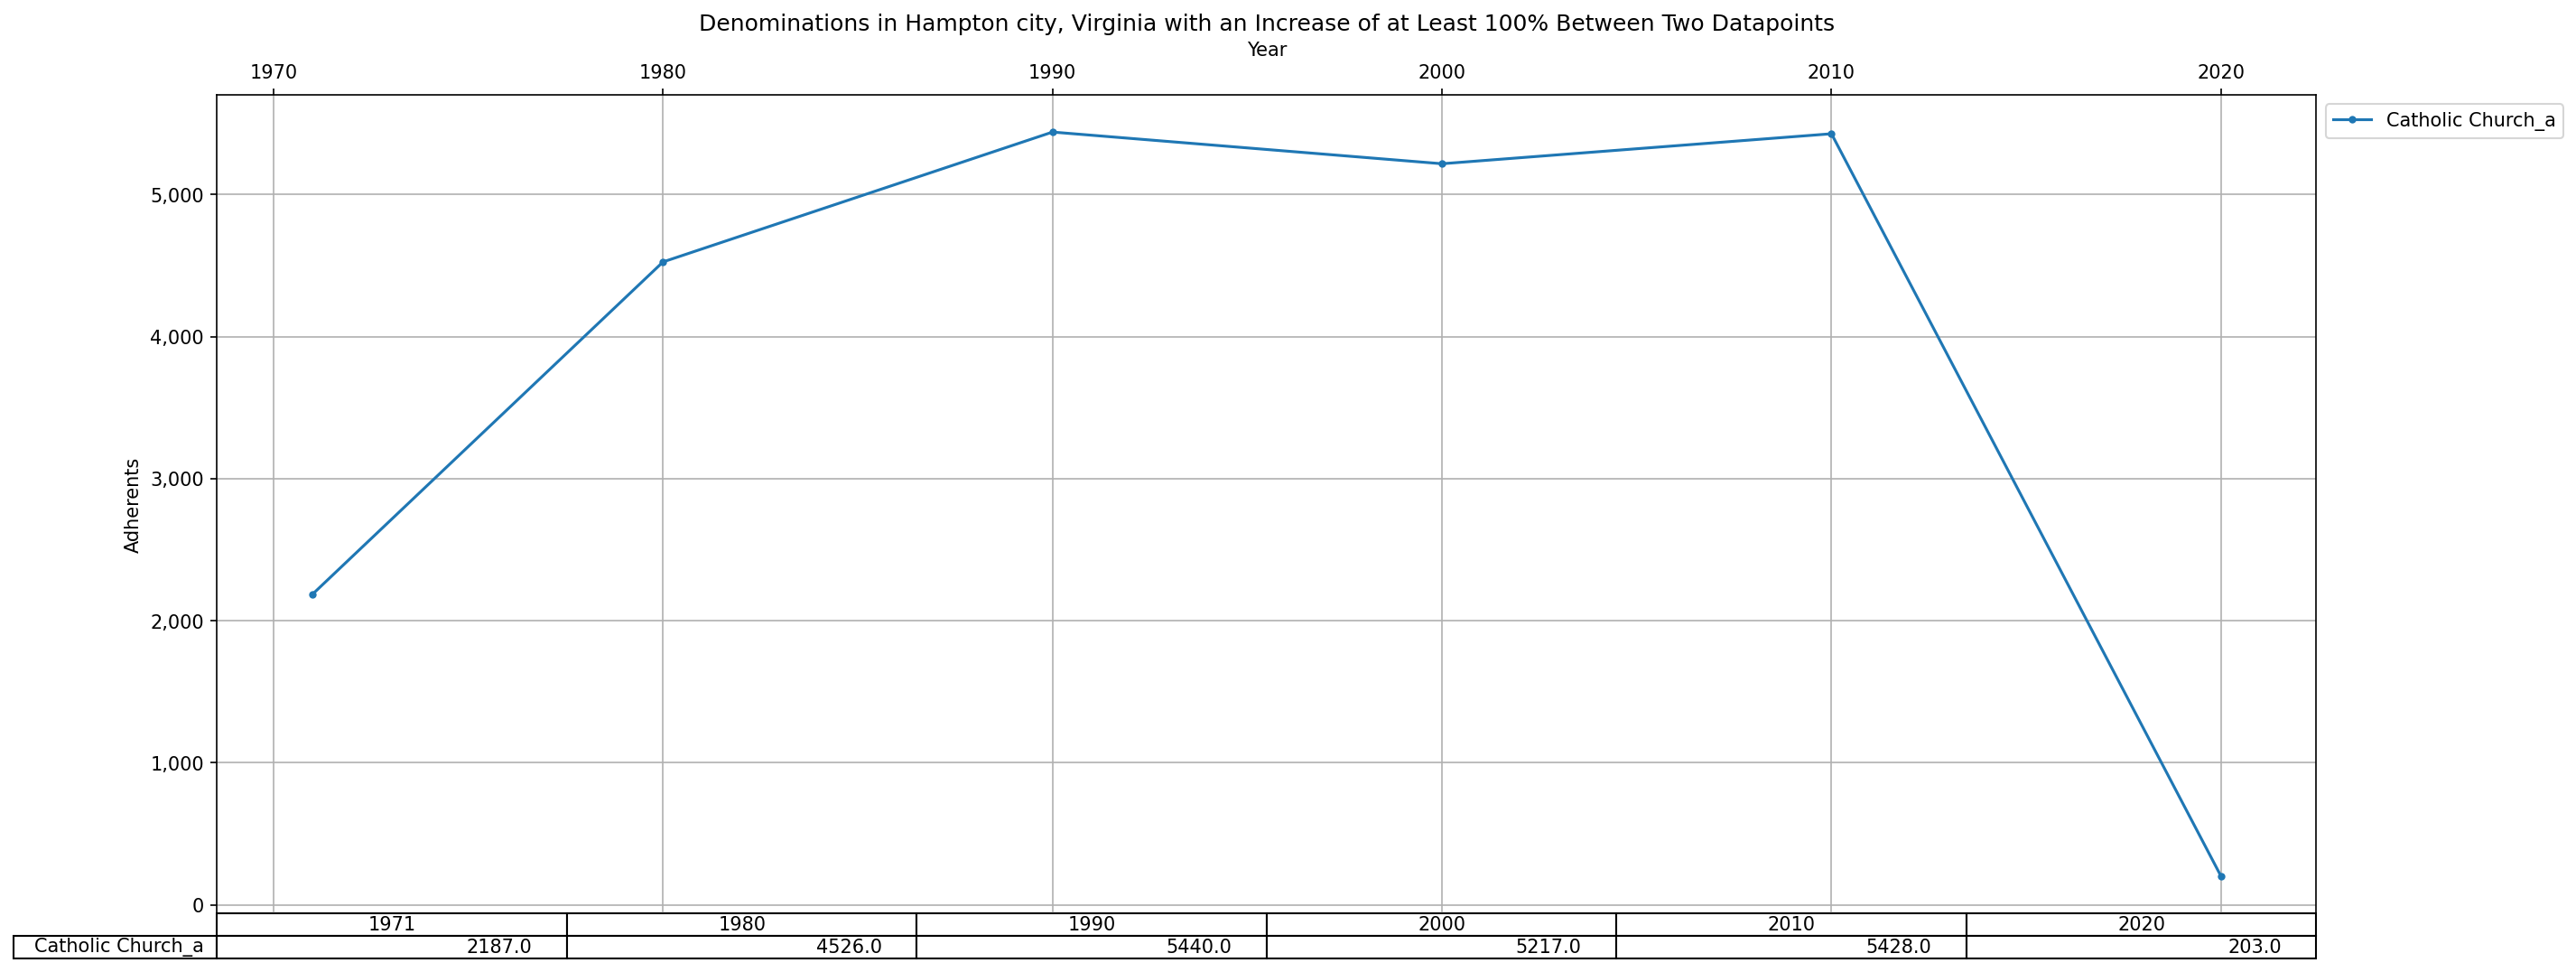 Denominations in Hampton city, Virginia with an Increase of at Least 100% Between Two Datapoints
Year
1970 1980 1990 2000 2010 2020
Catholic Church_a
5,000
4,000
3,000
2,000
1,000
0
Adherents
1971 1980 1990 2000 2010 2020
Catholic Church_a 2187.0 4526.0 5440.0 5217.0 5428.0 203.0